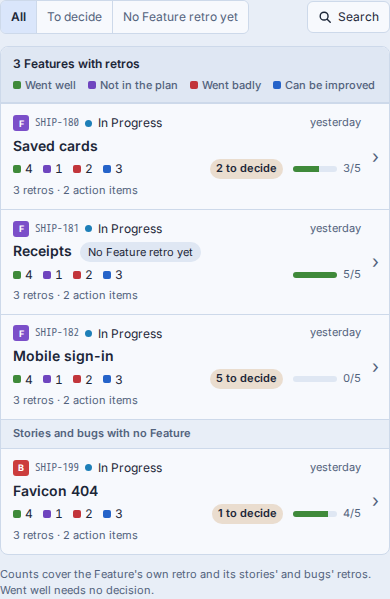 All To decide No Feature retro yet Search
3 Features with retros
Went well Not in the plan Went badly Can be improved
F SHIP-180 In Progress yesterday
Saved cards
4 1 2 3 2 to decide 3/5
3 retros · 2 action items
F SHIP-181 In Progress yesterday
Receipts No Feature retro yet
4 1 2 3 5/5
3 retros · 2 action items
F SHIP-182 In Progress yesterday
Mobile sign-in
4 1 2 3 5 to decide 0/5
3 retros · 2 action items
Stories and bugs with no Feature
B SHIP-199 In Progress yesterday
Favicon 404
4 1 2 3 1 to decide 4/5
3 retros · 2 action items
Counts cover the Feature's own retro and its stories' and bugs' retros.
Went well needs no decision.